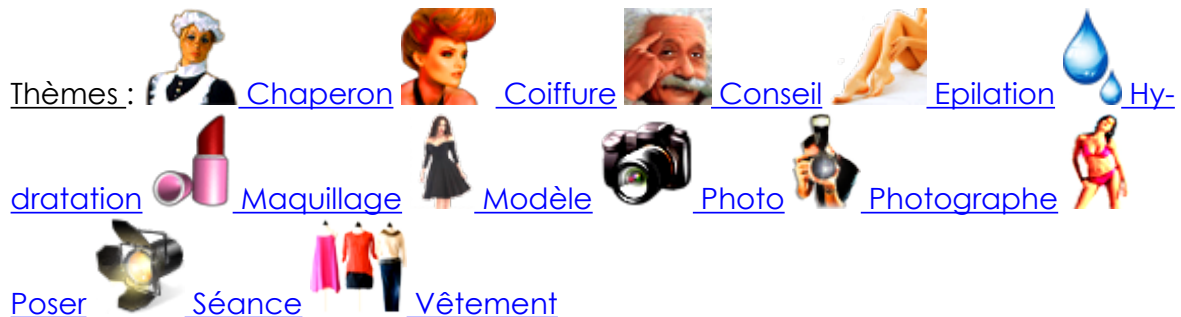 Thèmes : Chaperon Coiffure Conseil Epilation Hy-
dratation Maquillage Modèle Photo Photographe
Poser Séance Vêtement